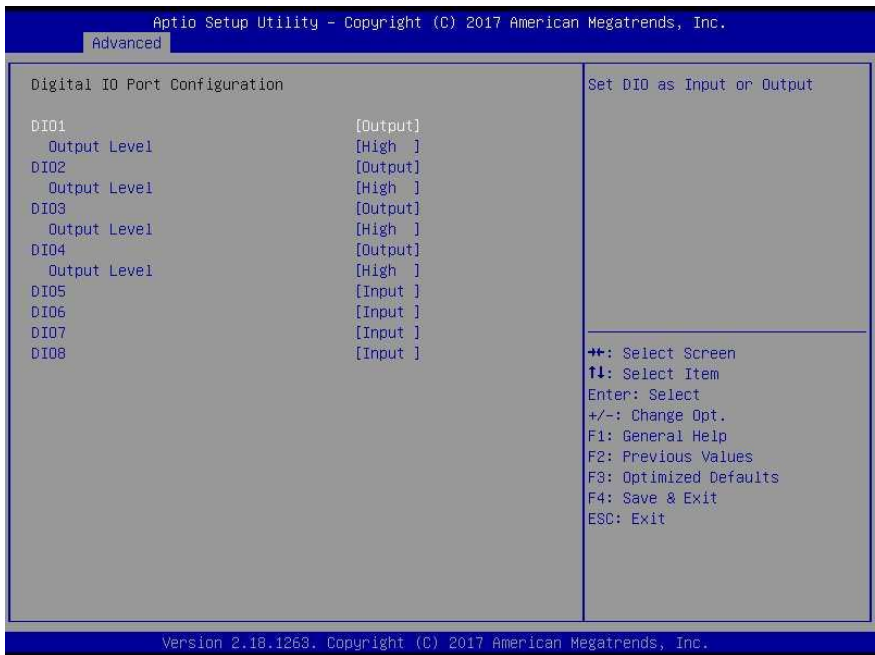 Aptio Setup Utility – Copyright (C) 2017 American Megatrends, Inc.
Advanced
Digital IO Port Configuration
DIO1 [Output]
Output Level [High ]
DIO2 [Output]
Output Level [High ]
DIO3 [Output]
Output Level [High ]
DIO4 [Output]
Output Level [High ]
DIO5 [Input ]
DIO6 [Input ]
DIO7 [Input ]
DIO8 [Input ]
Set DIO as Input or Output
→←: Select Screen
↑↓: Select Item
Enter: Select
+/-: Change Opt.
F1: General Help
F2: Previous Values
F3: Optimized Defaults
F4: Save & Exit
ESC: Exit
Version 2.18.1263. Copyright (C) 2017 American Megatrends, Inc.